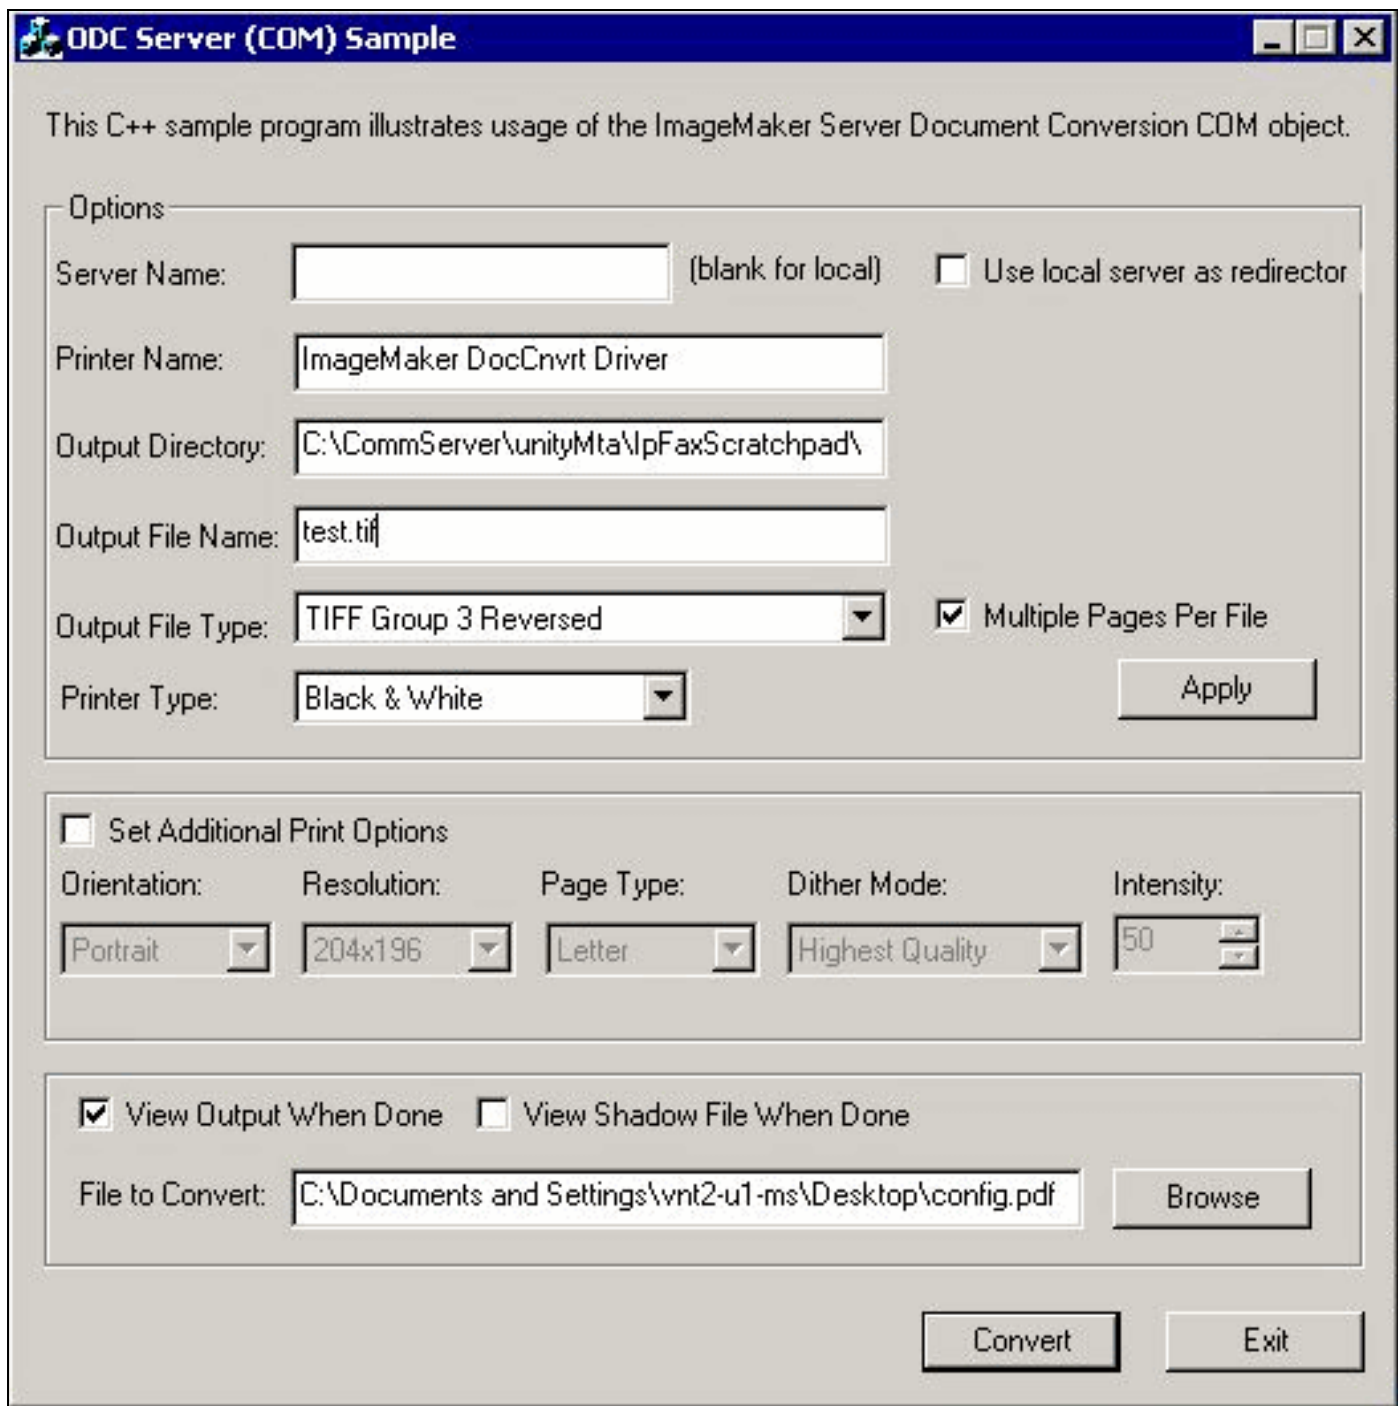 ODC Server (COM) Sample
This C++ sample program illustrates usage of the ImageMaker Server Document Conversion COM object.
Options
Server Name: (blank for local) Use local server as redirector
Printer Name: ImageMaker DocCnvrt Driver
Output Directory: C:\CommServer\unityMta\IpFaxScratchpad\
Output File Name: test.tif
Output File Type: TIFF Group 3 Reversed Multiple Pages Per File
Printer Type: Black & White Apply
Set Additional Print Options
Orientation: Resolution: Page Type: Dither Mode: Intensity:
Portrait 204x196 Letter Highest Quality 50
View Output When Done View Shadow File When Done
File to Convert: C:\Documents and Settings\vnt2-u1-ms\Desktop\config.pdf Browse
Convert Exit